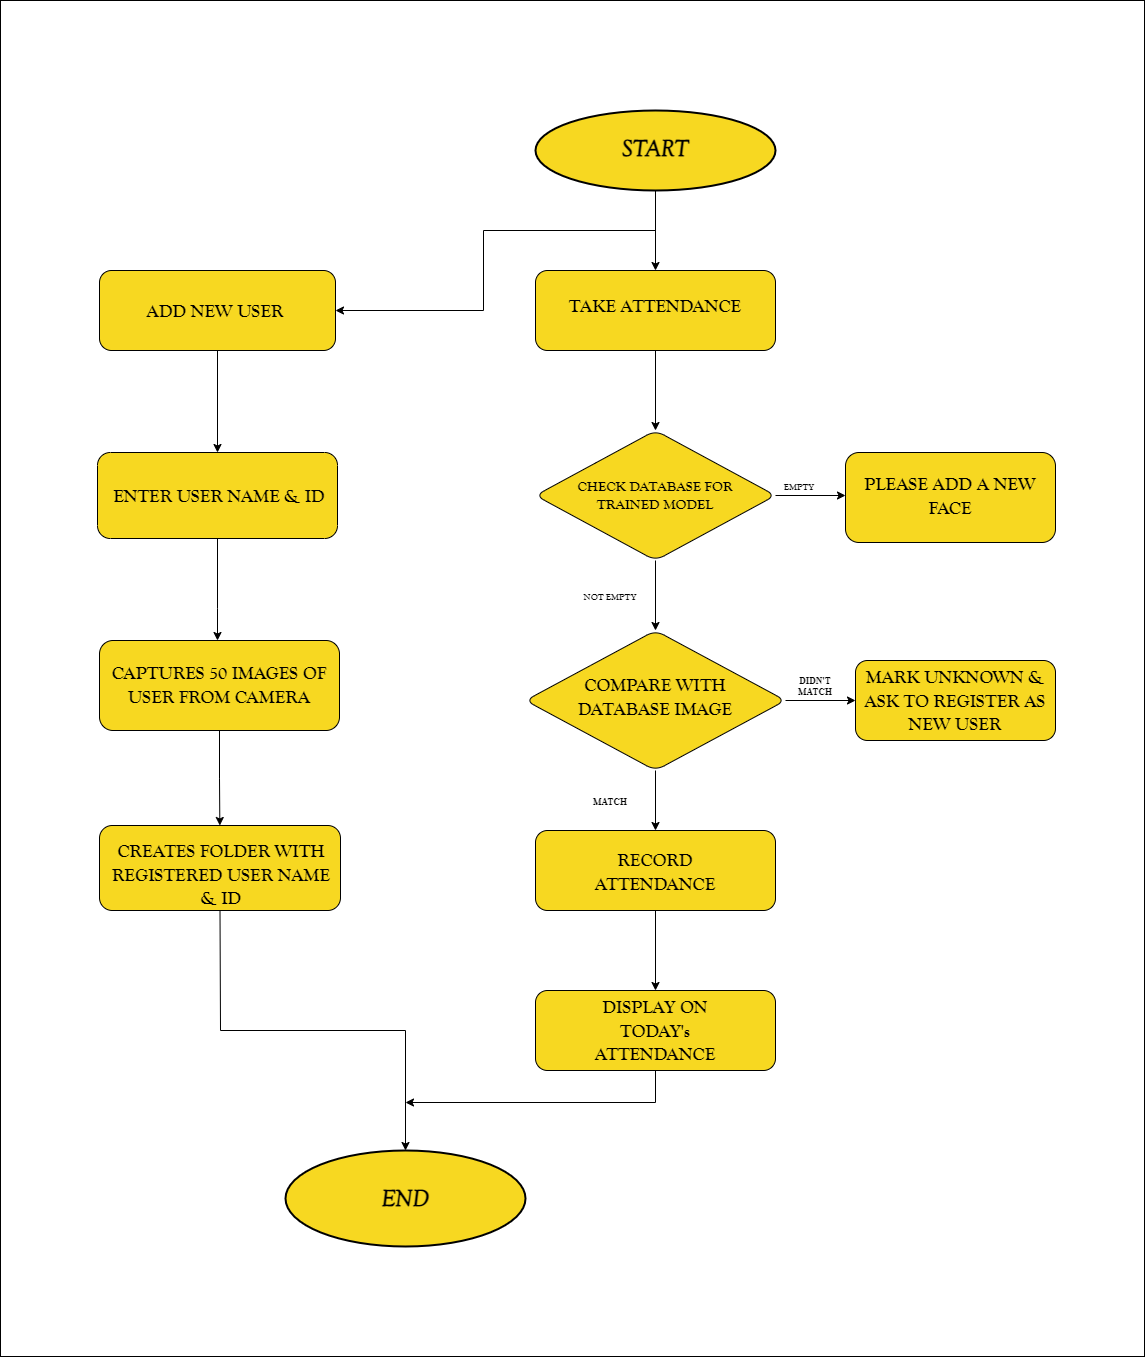 START
ADD NEW USER
TAKE ATTENDANCE
ENTER USER NAME & ID
CHECK DATABASE FOR
TRAINED MODEL
EMPTY
PLEASE ADD A NEW
FACE
NOT EMPTY
CAPTURES 50 IMAGES OF
USER FROM CAMERA
COMPARE WITH
DATABASE IMAGE
DIDN'T
MATCH
MARK UNKNOWN &
ASK TO REGISTER AS
NEW USER
MATCH
CREATES FOLDER WITH
REGISTERED USER NAME
& ID
RECORD
ATTENDANCE
DISPLAY ON
TODAY's
ATTENDANCE
END